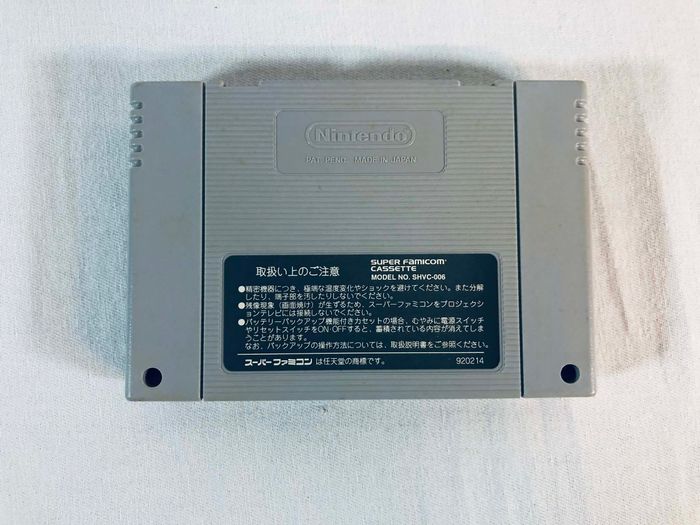 Nintendo
PAT. PEND. MADE IN JAPAN
取扱い上のご注意
SUPER FAMICOM
CASSETTE
MODEL NO. SHVC-006
●精密機器につき、極端な温度変化やショックを避けてください。また分解
したり、端子部を汚したりしないでください。
●残像現象（画面焼け）が生ずるため、スーパーファミコンをプロジェクシ
ョンテレビには接続しないでください。
●バッテリーバックアップ機能付きカセットの場合、むやみに電源スイッチ
やリセットスイッチをON・OFFすると、蓄積されている内容が消えてしま
うことがあります。
なお、バックアップの操作方法については、取扱説明書をご参照ください。
スーパーファミコン は任天堂の商標です。
920214